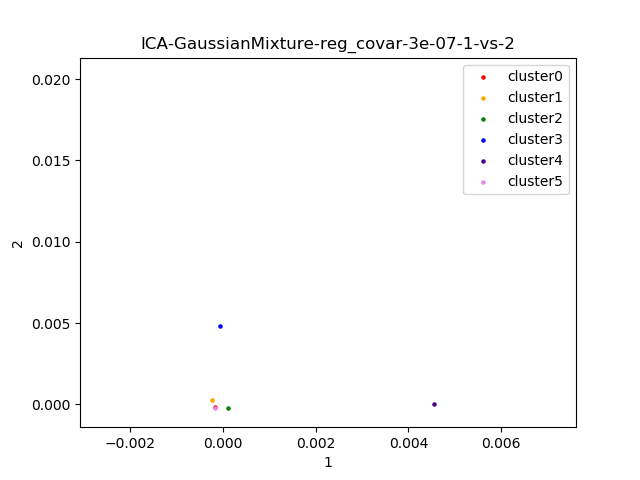 ICA-GaussianMixture-reg_covar-3e-07-1-vs-2
0.020
0.015
0.010
0.005
0.000
2
−0.002
0.000
0.002
0.004
0.006
1
cluster0
cluster1
cluster2
cluster3
cluster4
cluster5